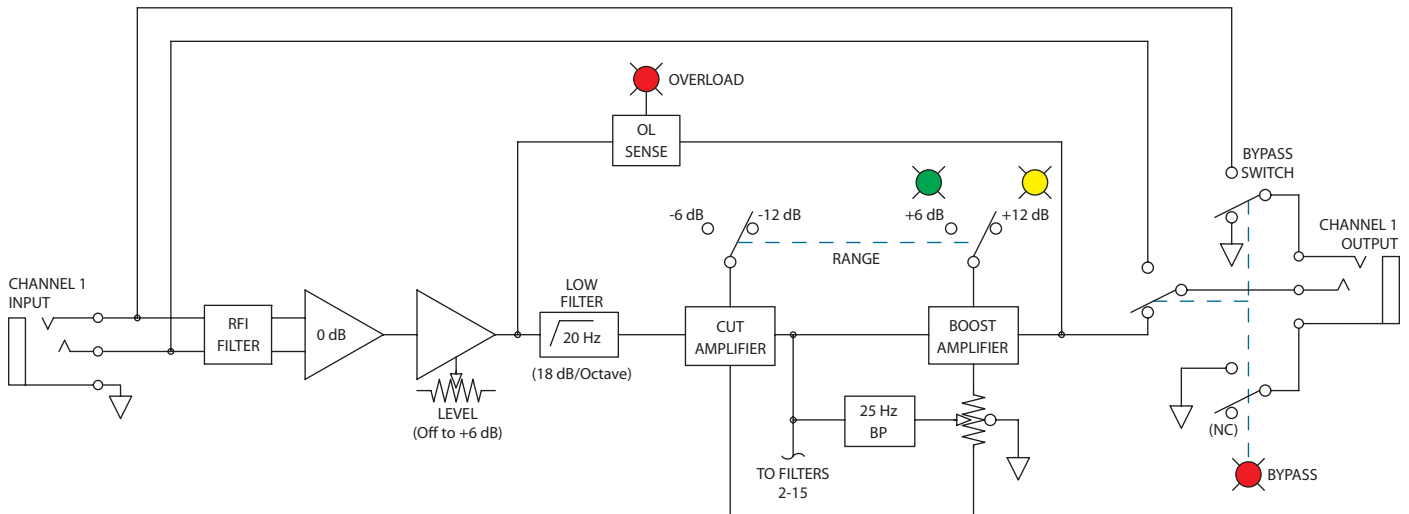 OVERLOAD
OL
SENSE
BYPASS
SWITCH
-6 dB
-12 dB
+6 dB
+12 dB
RANGE
CHANNEL 1
OUTPUT
CHANNEL 1
INPUT
RFI
FILTER
0 dB
LOW
FILTER
20 Hz
(18 dB/Octave)
CUT
AMPLIFIER
BOOST
AMPLIFIER
LEVEL
(Off to +6 dB)
25 Hz
BP
(NC)
TO FILTERS
2-15
BYPASS